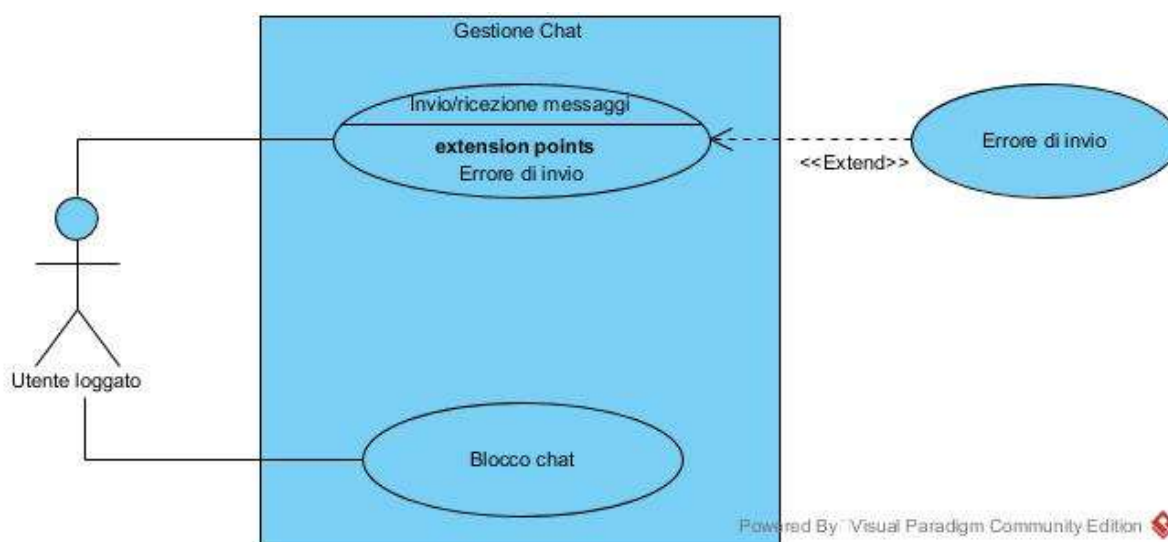 Gestione Chat
Invio/ricezione messaggi
extension points
Errore di invio
<<Extend>>
Errore di invio
Utente loggato
Blocco chat
Powered By Visual Paradigm Community Edition